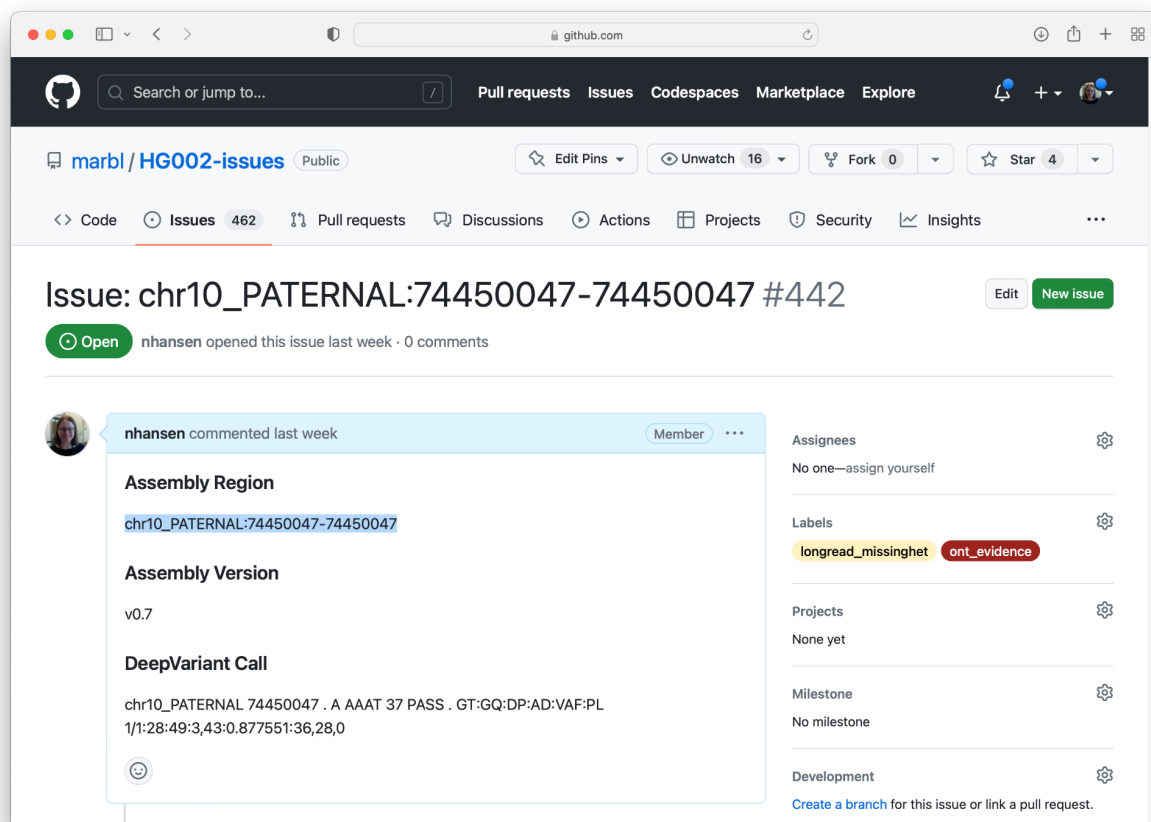 github.com
Search or jump to... /
Pull requests Issues Codespaces Marketplace Explore
marbl / HG002-issues Public
Edit Pins Unwatch 16 Fork 0 Star 4
Code Issues 462 Pull requests Discussions Actions Projects Security Insights ...
Issue: chr10_PATERNAL:74450047-74450047 #442
Edit New issue
Open nhansen opened this issue last week · 0 comments
nhansen commented last week Member ...
Assembly Region
chr10_PATERNAL:74450047-74450047
Assembly Version
v0.7
DeepVariant Call
chr10_PATERNAL 74450047 . A AAAT 37 PASS . GT:GQ:DP:AD:VAF:PL
1/1:28:49:3,43:0.877551:36,28,0
Assignees
No one—assign yourself
Labels
longread_missinghet ont_evidence
Projects
None yet
Milestone
No milestone
Development
Create a branch for this issue or link a pull request.